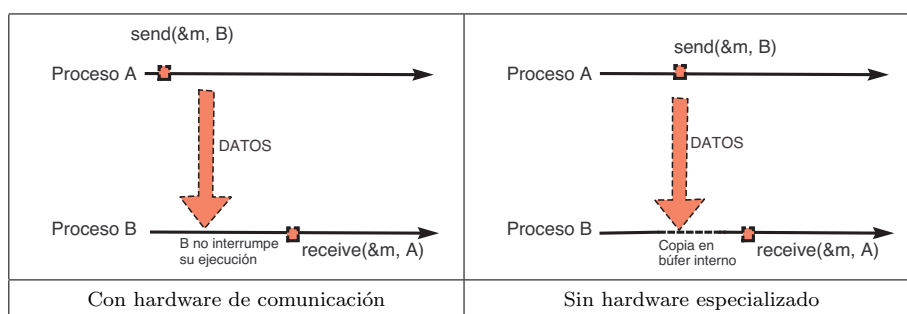 send(&m, B)
Proceso A
DATOS
Proceso B
B no interrumpe
su ejecución
receive(&m, A)
Con hardware de comunicación
send(&m, B)
Proceso A
DATOS
Proceso B
Copia en
búfer interno
receive(&m, A)
Sin hardware especializado